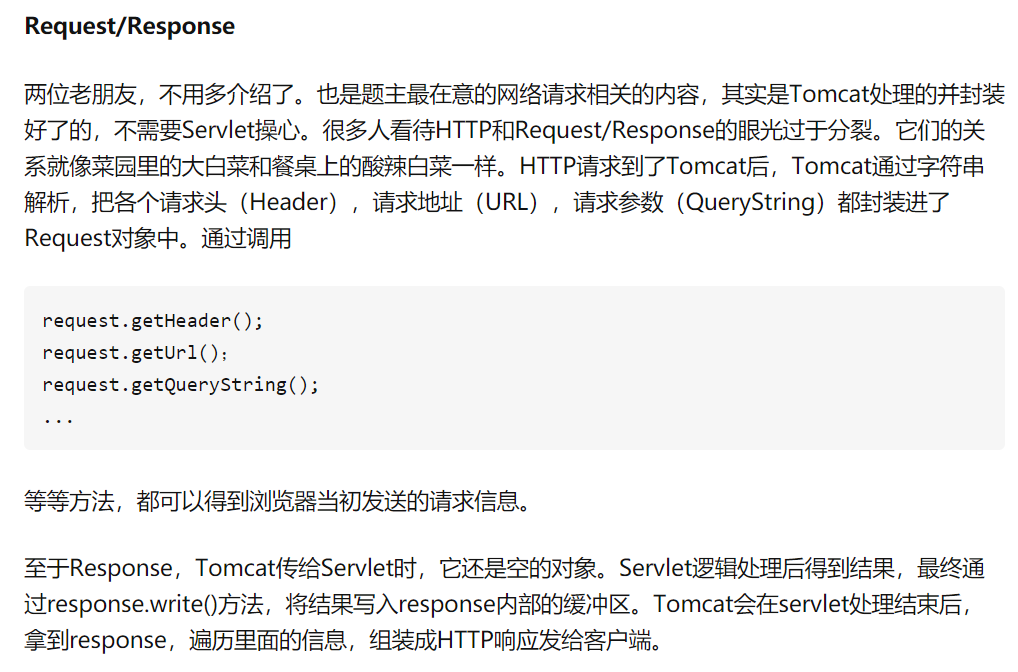 Request/Response
两位老朋友，不用多介绍了。也是题主最在意的网络请求相关的内容，其实是Tomcat处理的并封装
好了的，不需要Servlet操心。很多人看待HTTP和Request/Response的眼光过于分裂。它们的关
系就像菜园里的大白菜和餐桌上的酸辣白菜一样。HTTP请求到了Tomcat后，Tomcat通过字符串
解析，把各个请求头（Header），请求地址（URL），请求参数（QueryString）都封装进了
Request对象中。通过调用
request.getHeader();
request.getUrl()；
request.getQueryString();
...
等等方法，都可以得到浏览器当初发送的请求信息。
至于Response，Tomcat传给Servlet时，它还是空的对象。Servlet逻辑处理后得到结果，最终通
过response.write()方法，将结果写入response内部的缓冲区。Tomcat会在servlet处理结束后，
拿到response，遍历里面的信息，组装成HTTP响应发给客户端。